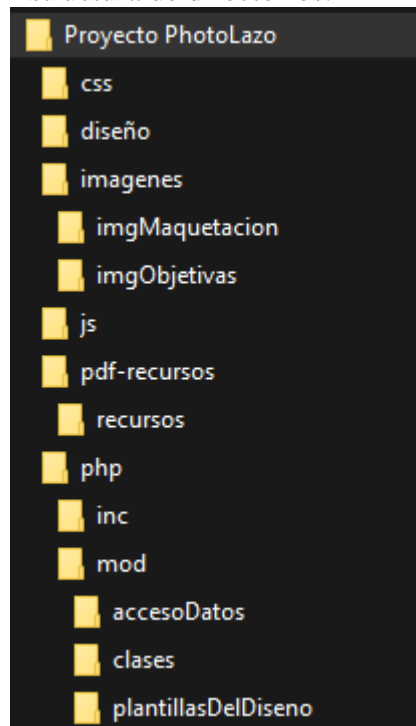 Proyecto PhotoLazo
css
diseño
imagenes
imgMaquetacion
imgObjetivas
js
pdf-recursos
recursos
php
inc
mod
accesoDatos
clases
plantillasDelDiseno